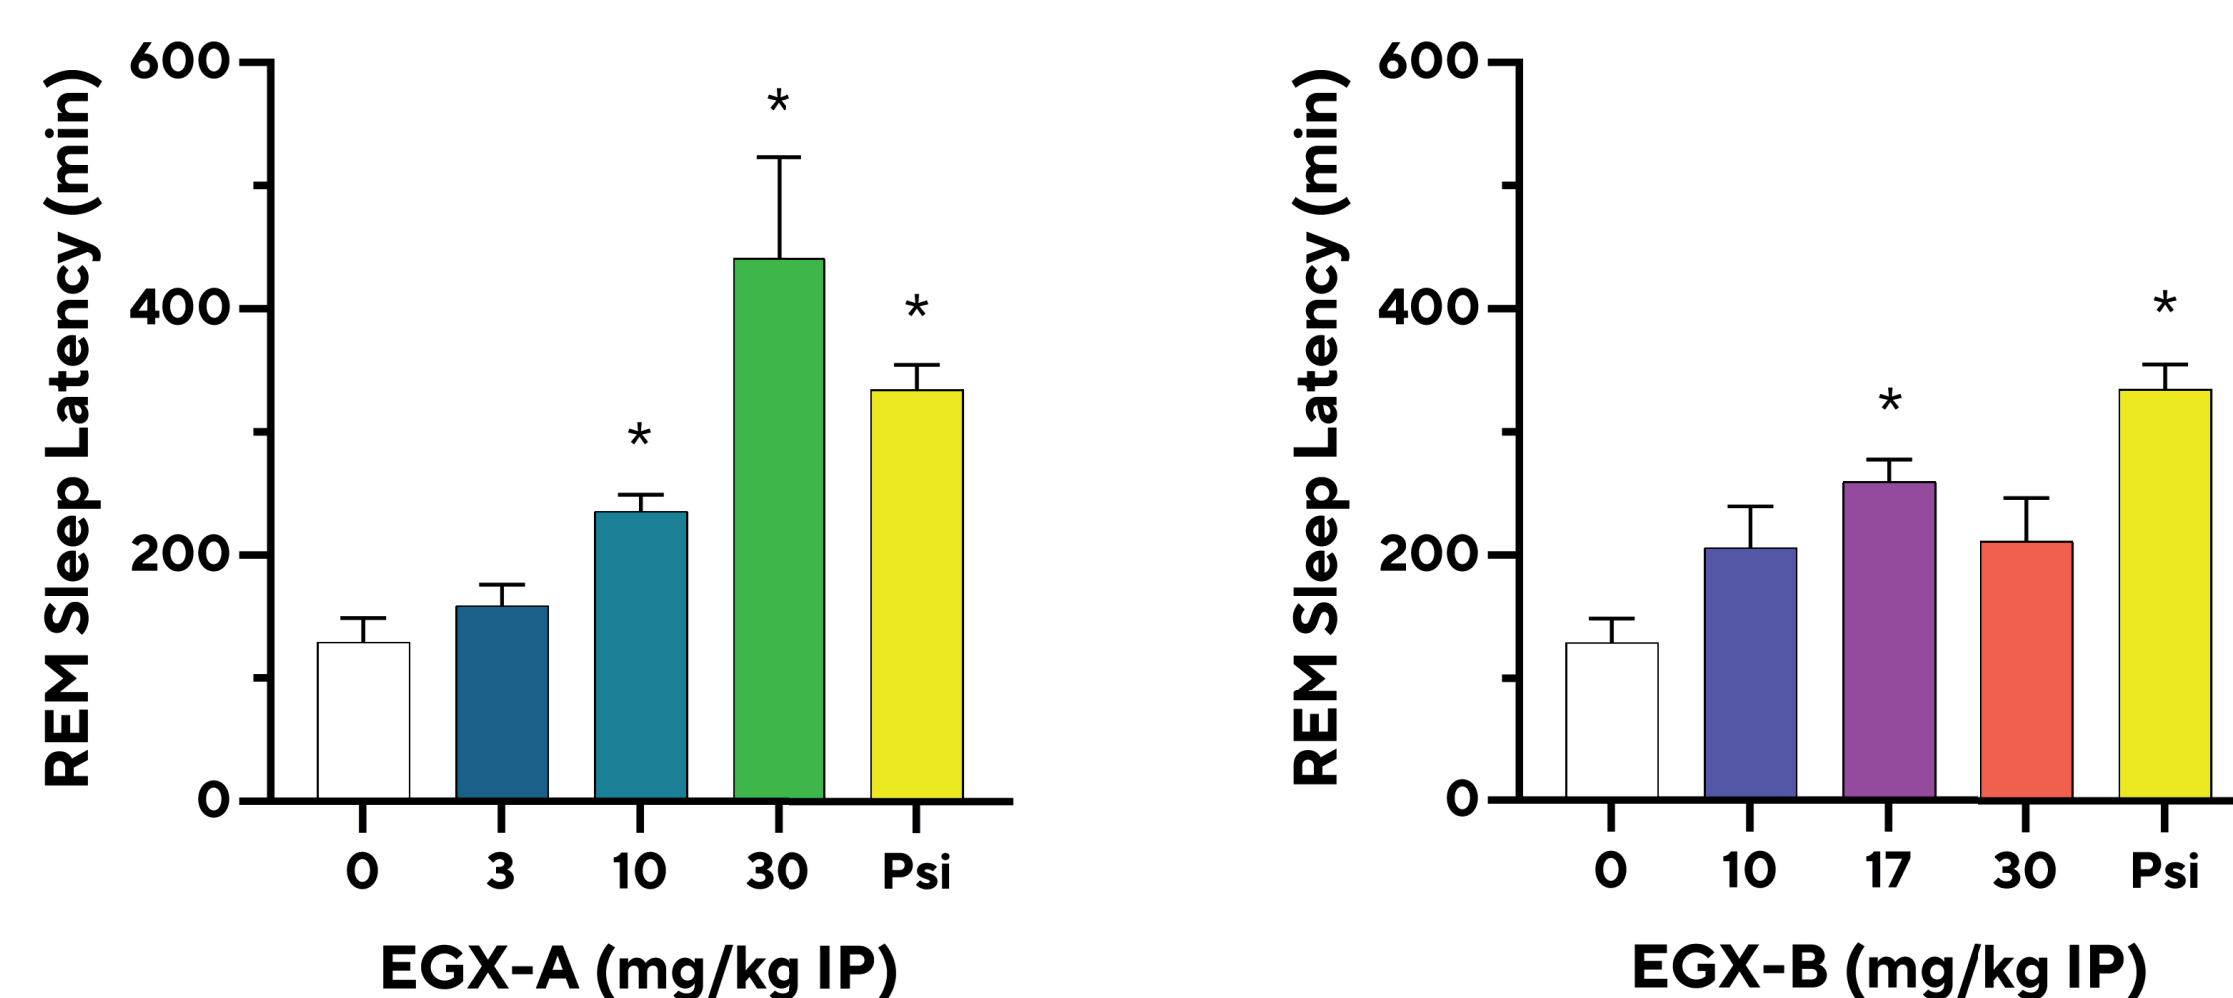 REM Sleep Latency (min)
600
400
200
0
*
*
*
0 3 10 30 Psi
EGX-A (mg/kg IP)
REM Sleep Latency (min)
600
400
200
0
*
*
0 10 17 30 Psi
EGX-B (mg/kg IP)